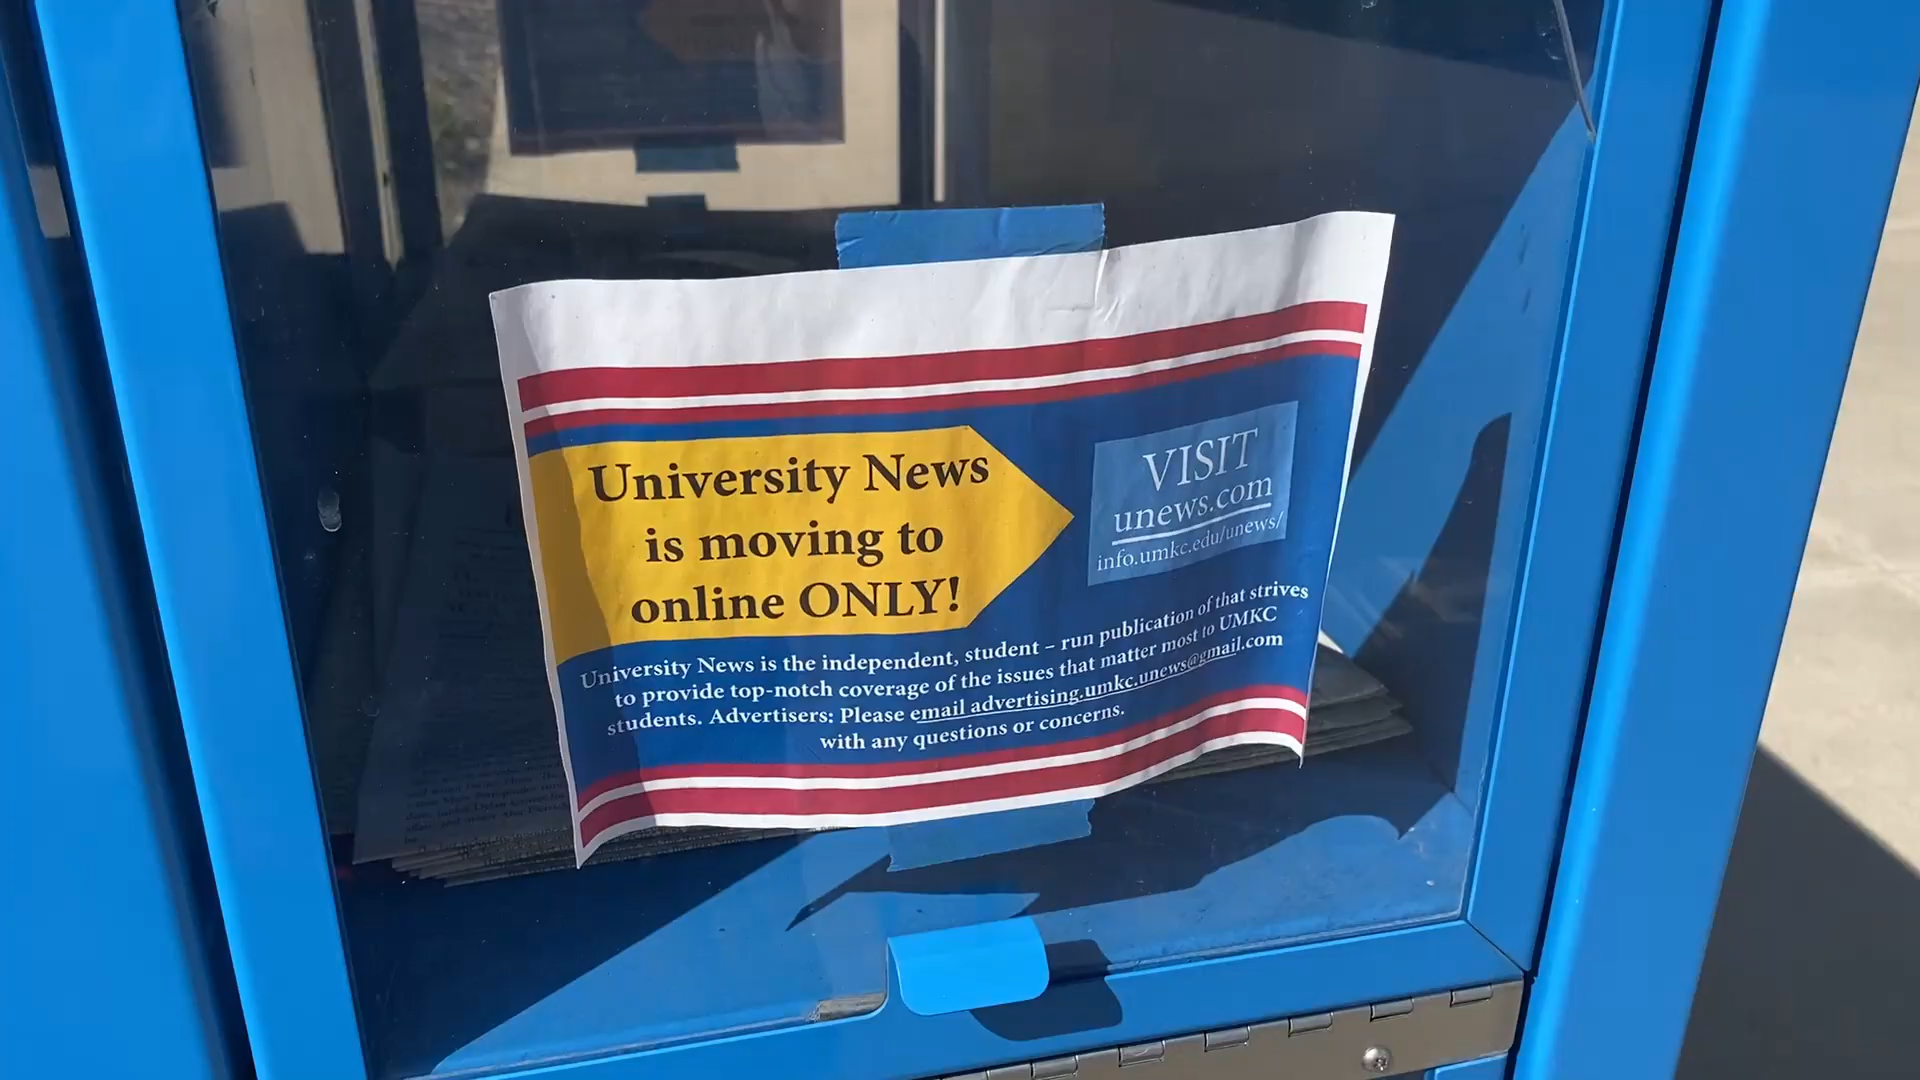 University News
is moving to
online ONLY!
VISIT
unews.com
info.umkc.edu/unews/
University News is the independent, student – run publication of that strives
to provide top-notch coverage of the issues that matter most to UMKC
students. Advertisers: Please email advertising.umkc.unews@gmail.com
with any questions or concerns.